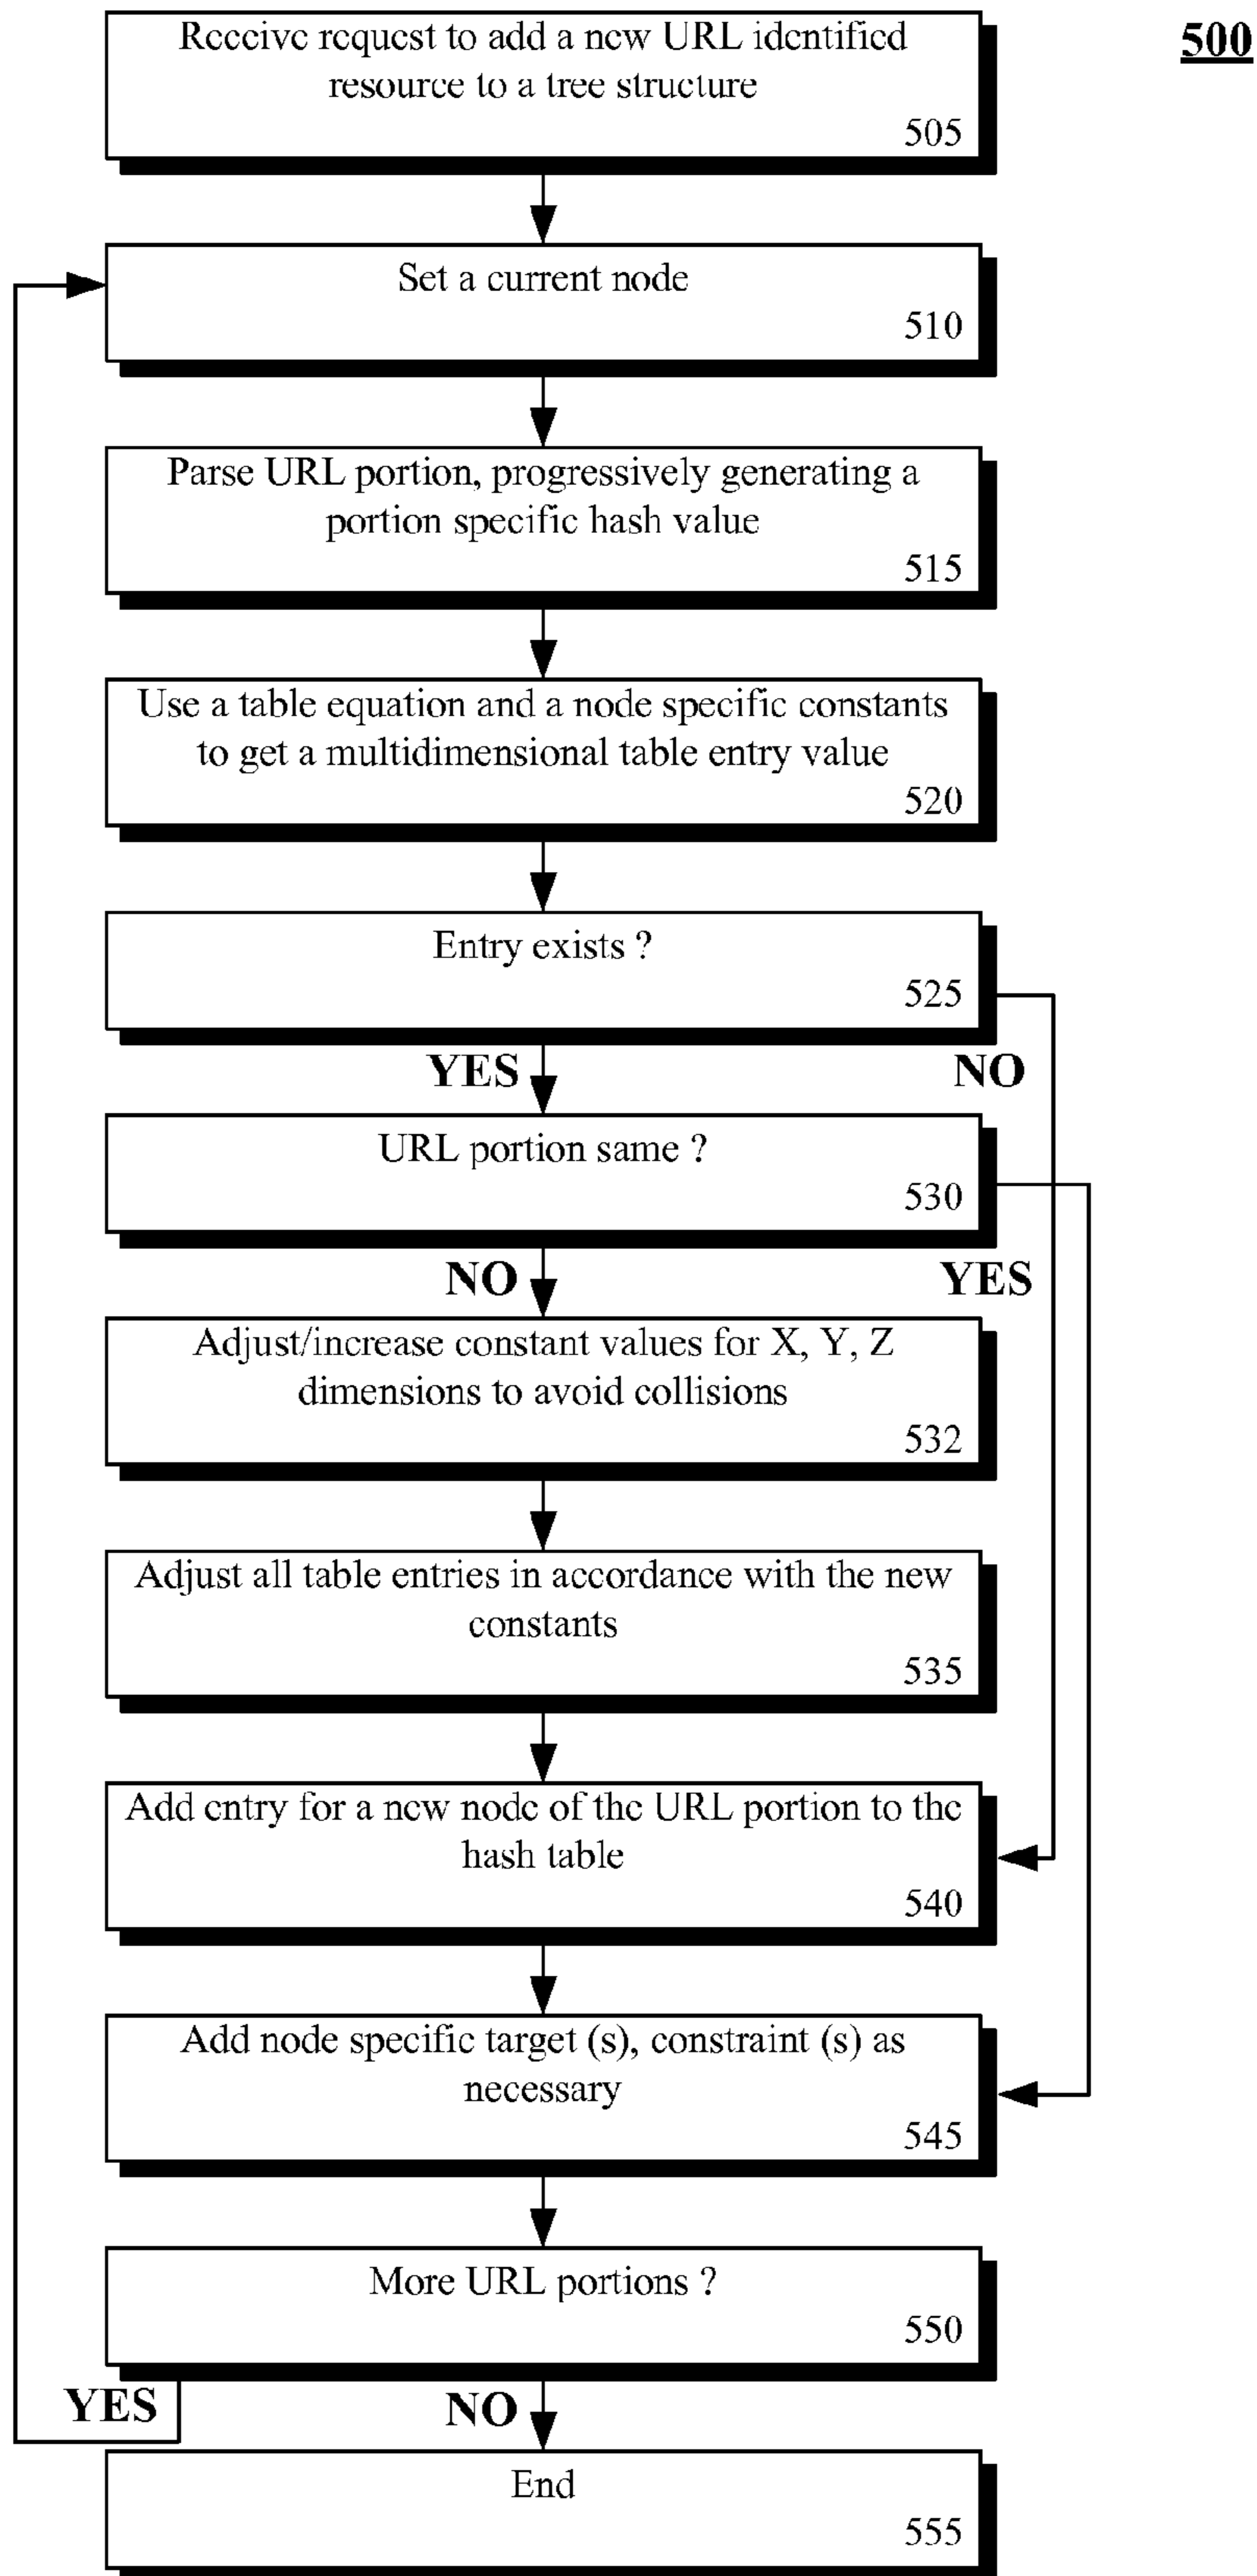 500
Receive request to add a new URL identified
resource to a tree structure
505
Set a current node
510
Parse URL portion, progressively generating a
portion specific hash value
515
Use a table equation and a node specific constants
to get a multidimensional table entry value
520
Entry exists ?
525
YES
NO
URL portion same ?
530
NO
YES
Adjust/increase constant values for X, Y, Z
dimensions to avoid collisions
532
Adjust all table entries in accordance with the new
constants
535
Add entry for a new node of the URL portion to the
hash table
540
Add node specific target (s), constraint (s) as
necessary
545
More URL portions ?
550
YES
NO
End
555